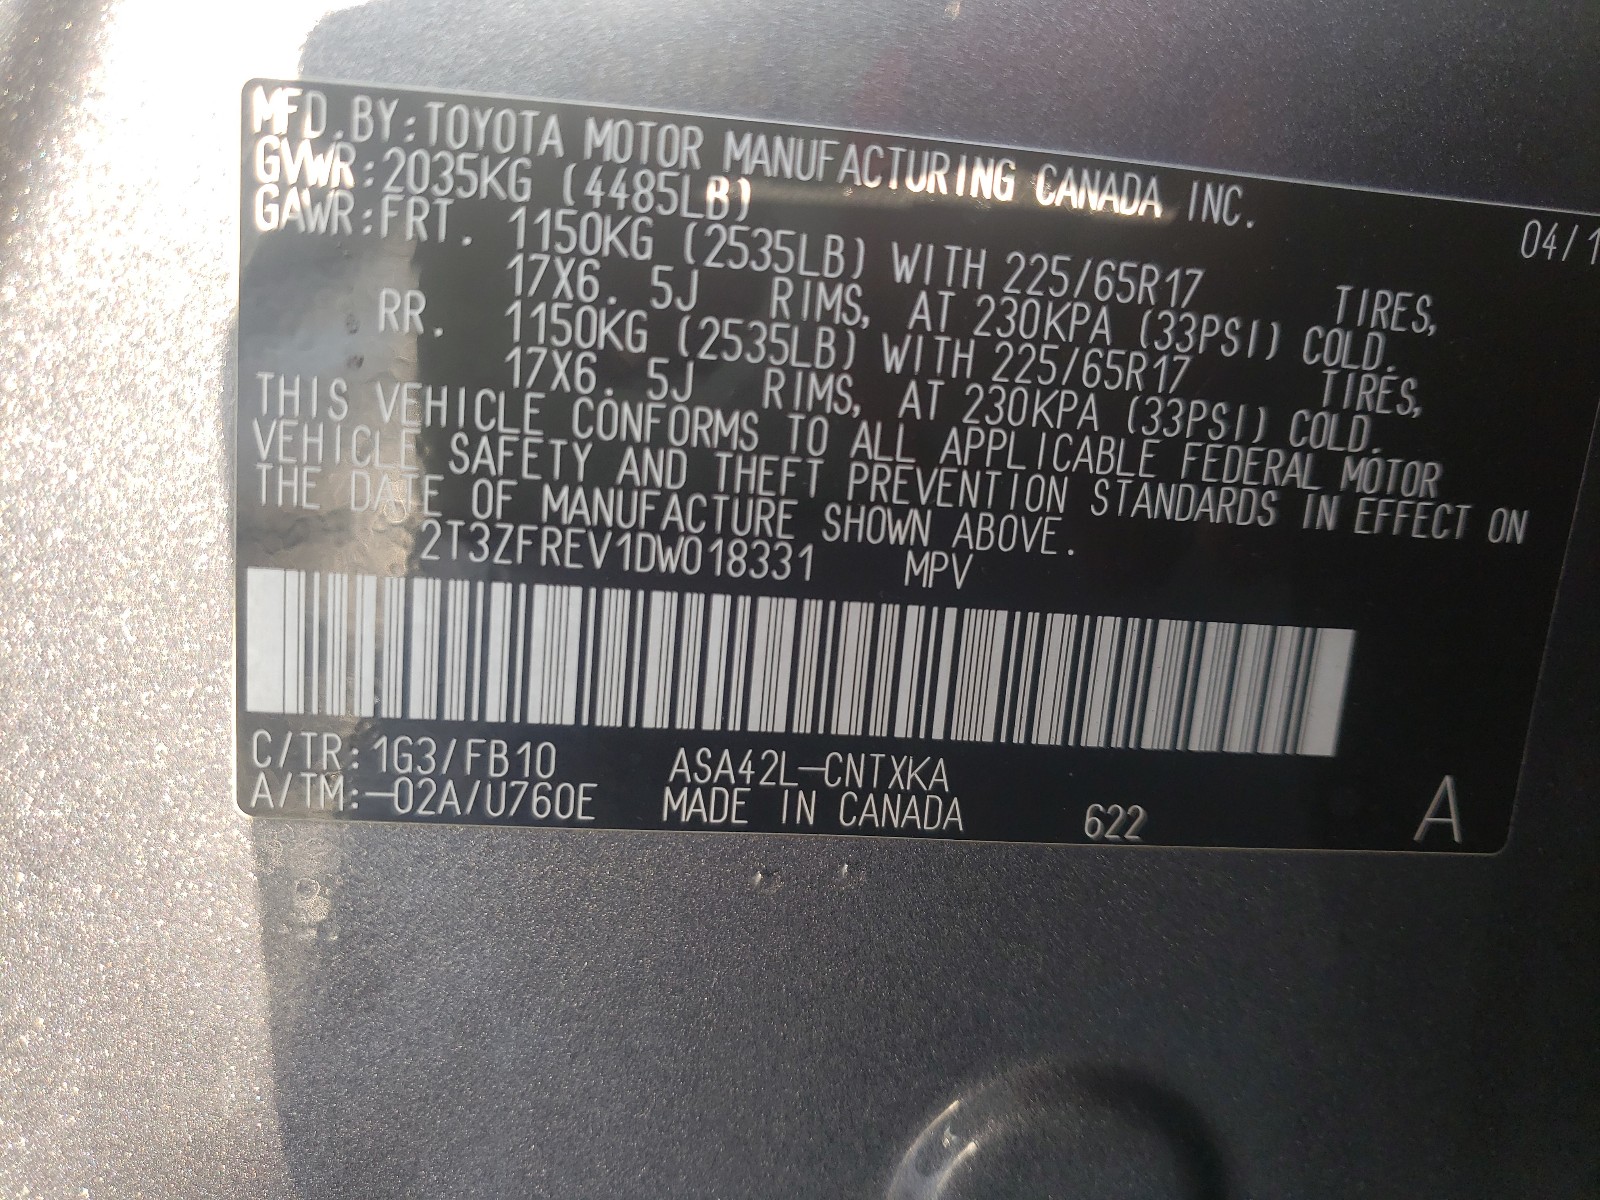 MFD.BY:TOYOTA MOTOR MANUFACTURING CANADA INC.
GVWR:2035KG (4485LB) 04/1
GAWR:FRT. 1150KG (2535LB) WITH 225/65R17 TIRES,
17X6. 5J RIMS, AT 230KPA (33PSI) COLD.
RR. 1150KG (2535LB) WITH 225/65R17 TIRES,
17X6. 5J RIMS, AT 230KPA (33PSI) COLD.
THIS VEHICLE CONFORMS TO ALL APPLICABLE FEDERAL MOTOR
VEHICLE SAFETY AND THEFT PREVENTION STANDARDS IN EFFECT ON
THE DATE OF MANUFACTURE SHOWN ABOVE.
2T3ZFREV1DW018331 MPV
C/TR:1G3/FB10 ASA42L-CNTXKA
A/TM:-02A/U760E MADE IN CANADA 622 A